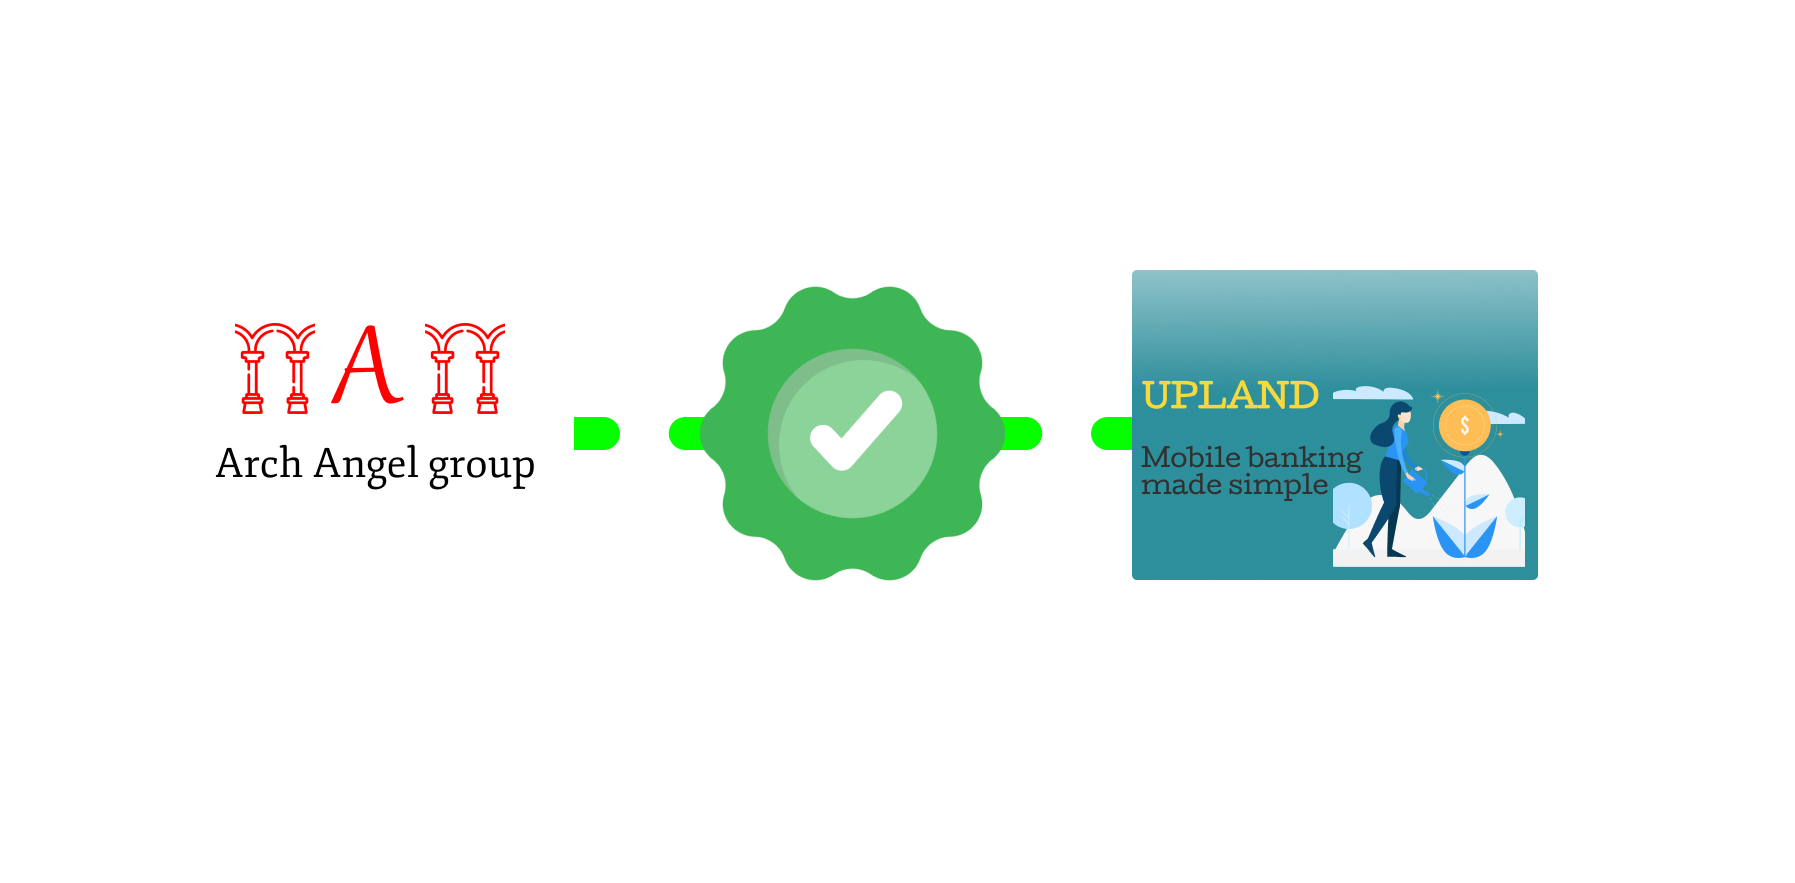 A
Arch Angel group
UPLAND
Mobile banking
made simple
$